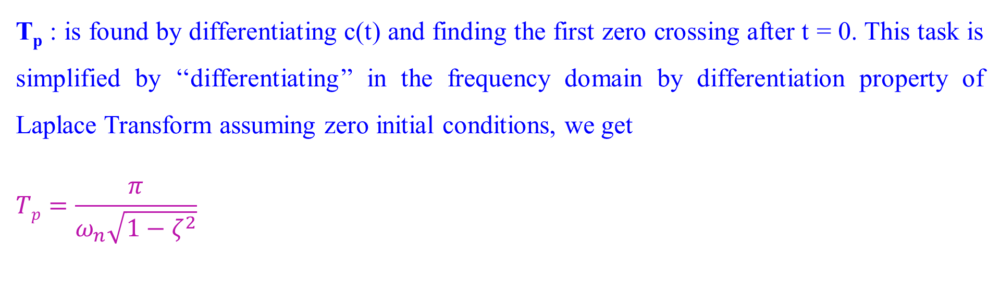 Tₚ : is found by differentiating c(t) and finding the first zero crossing after t = 0. This task is
simplified by ‘‘differentiating’’ in the frequency domain by differentiation property of
Laplace Transform assuming zero initial conditions, we get
$T_p = \frac{\pi}{\omega_n \sqrt{1 - \zeta^2}}$